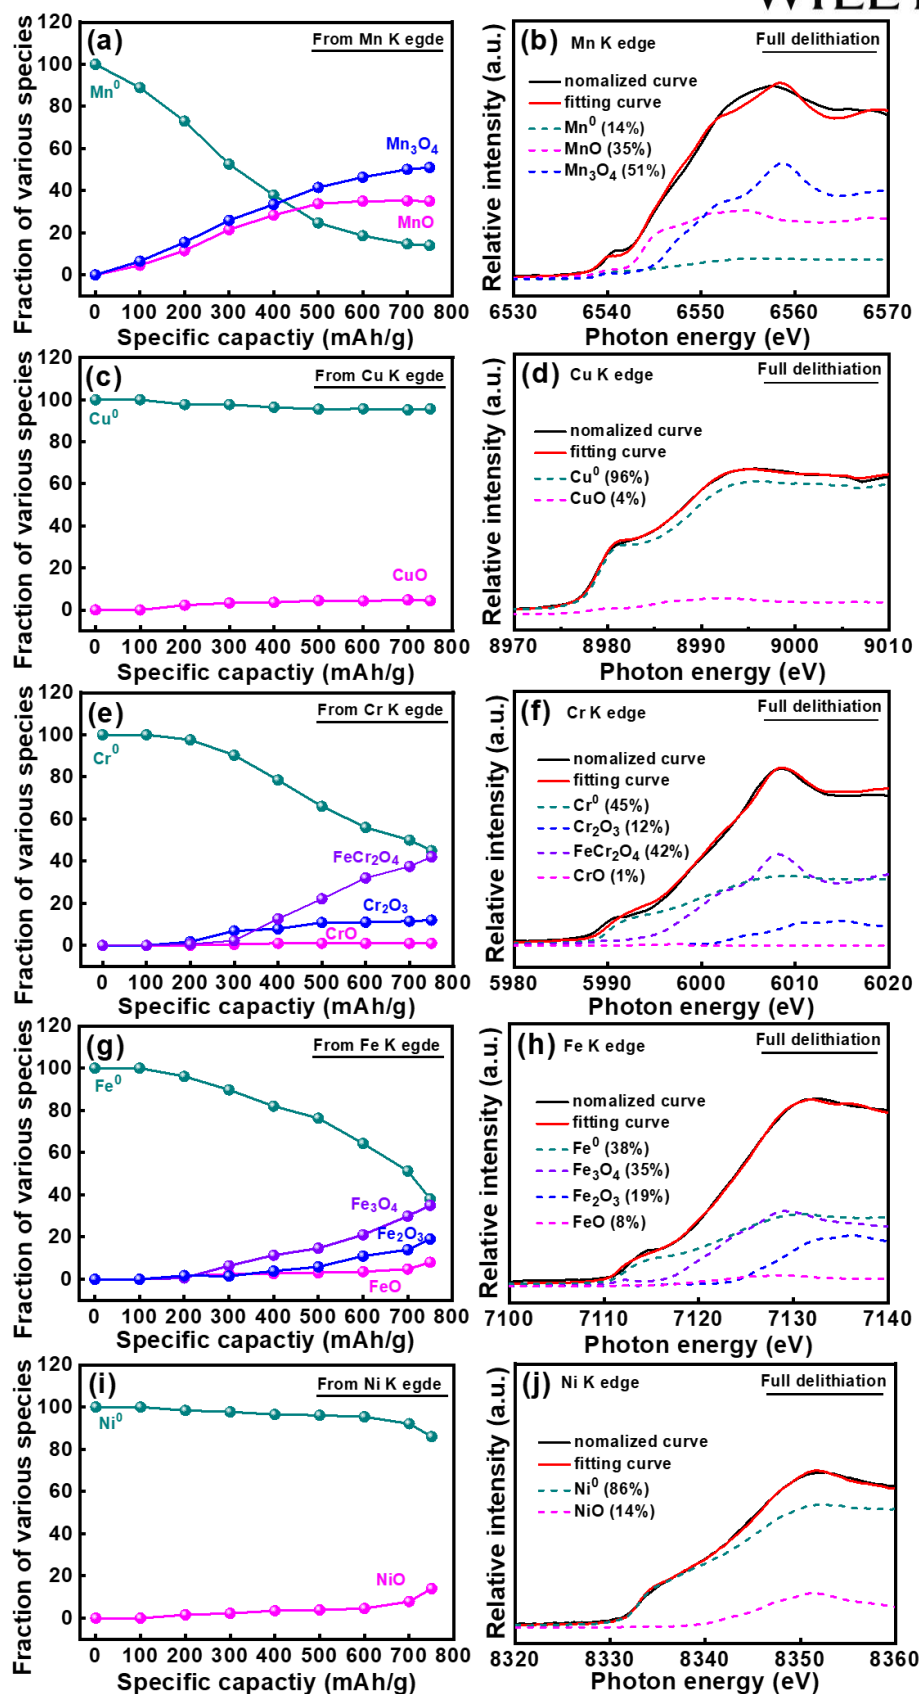 WILEY
(a)
From Mn K egde
Fraction of various species
120
100
80
60
40
20
0
Mn⁰
Mn₃O₄
MnO
0 100 200 300 400 500 600 700 800
Specific capactiy (mAh/g)
(b) Mn K edge
Full delithiation
Relative intensity (a.u.)
nomalized curve
fitting curve
Mn⁰ (14%)
MnO (35%)
Mn₃O₄ (51%)
6530 6540 6550 6560 6570
Photon energy (eV)
(c)
From Cu K egde
Fraction of various species
120
100
80
60
40
20
0
Cu⁰
CuO
0 100 200 300 400 500 600 700 800
Specific capactiy (mAh/g)
(d) Cu K edge
Full delithiation
Relative intensity (a.u.)
nomalized curve
fitting curve
Cu⁰ (96%)
CuO (4%)
8970 8980 8990 9000 9010
Photon energy (eV)
(e)
From Cr K egde
Fraction of various species
120
100
80
60
40
20
0
Cr⁰
FeCr₂O₄
Cr₂O₃
CrO
0 100 200 300 400 500 600 700 800
Specific capactiy (mAh/g)
(f) Cr K edge
Full delithiation
Relative intensity (a.u.)
nomalized curve
fitting curve
Cr⁰ (45%)
Cr₂O₃ (12%)
FeCr₂O₄ (42%)
CrO (1%)
5980 5990 6000 6010 6020
Photon energy (eV)
(g)
From Fe K egde
Fraction of various species
120
100
80
60
40
20
0
Fe⁰
Fe₃O₄
Fe₂O₃
FeO
0 100 200 300 400 500 600 700 800
Specific capactiy (mAh/g)
(h) Fe K edge
Full delithiation
Relative intensity (a.u.)
nomalized curve
fitting curve
Fe⁰ (38%)
Fe₃O₄ (35%)
Fe₂O₃ (19%)
FeO (8%)
7100 7110 7120 7130 7140
Photon energy (eV)
(i)
From Ni K egde
Fraction of various species
120
100
80
60
40
20
0
Ni⁰
NiO
0 100 200 300 400 500 600 700 800
Specific capactiy (mAh/g)
(j) Ni K edge
Full delithiation
Relative intensity (a.u.)
nomalized curve
fitting curve
Ni⁰ (86%)
NiO (14%)
8320 8330 8340 8350 8360
Photon energy (eV)